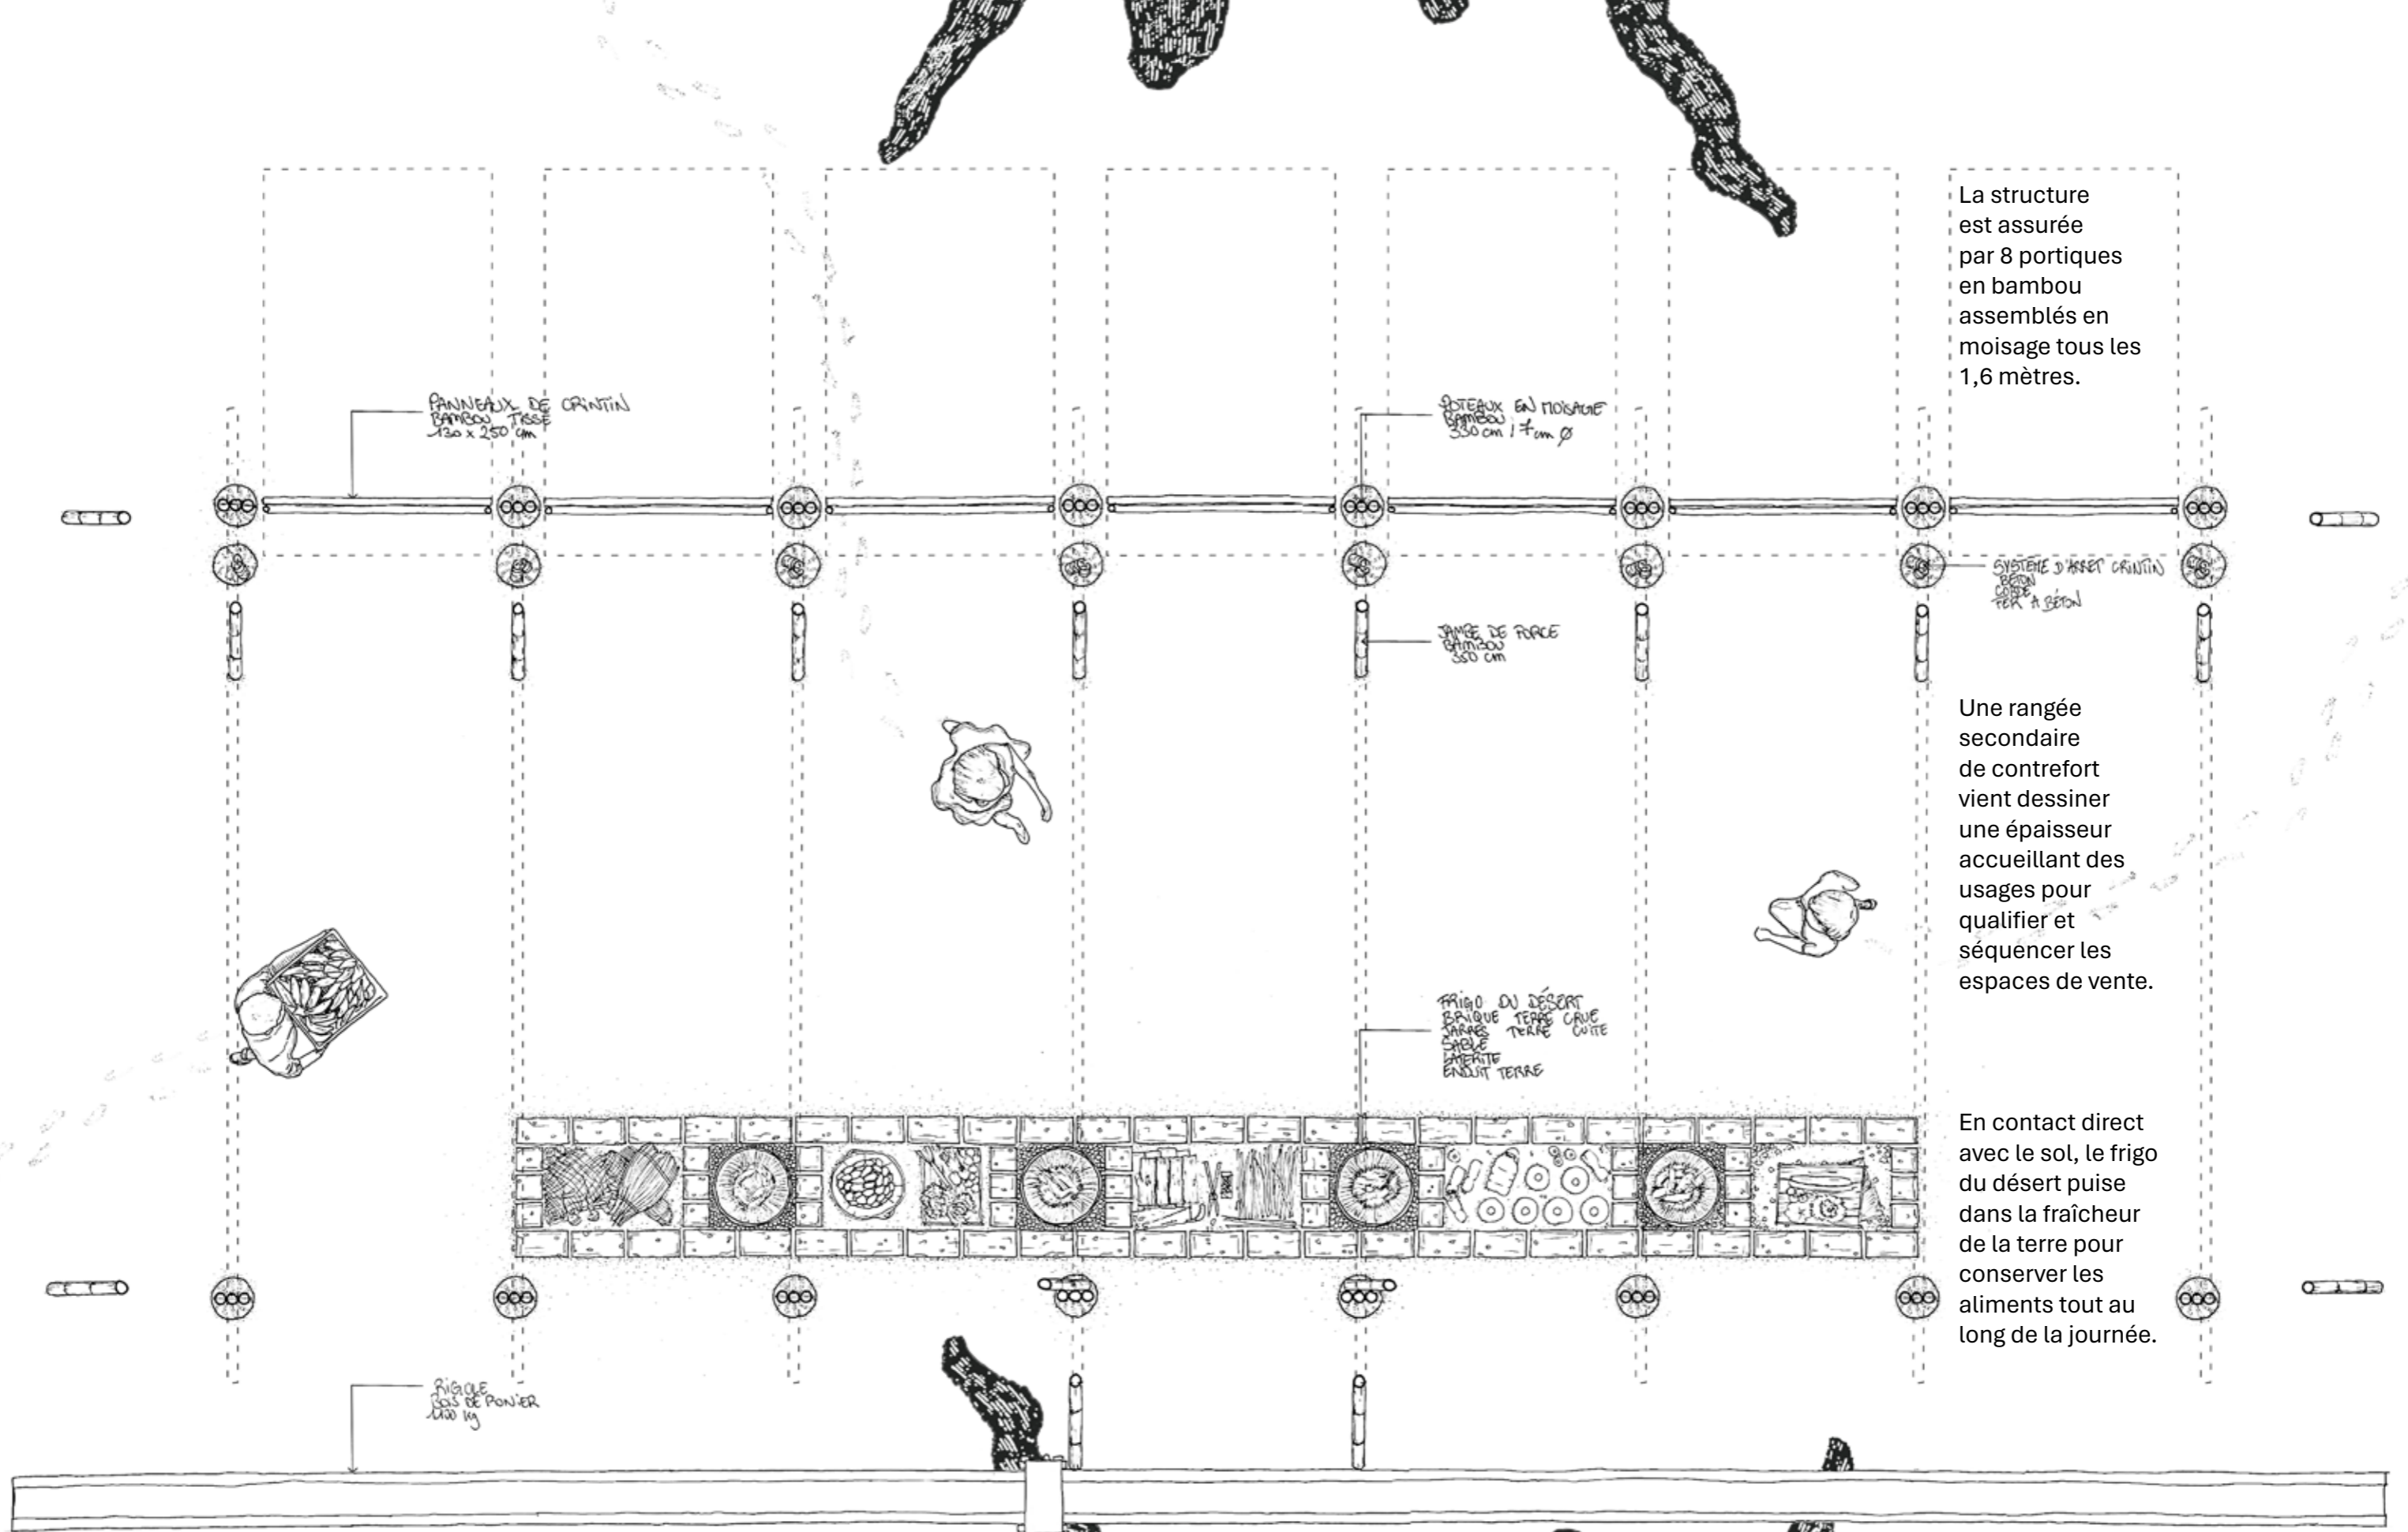 La structure
est assurée
par 8 portiques
en bambou
assemblés en
moisage tous les
1,6 mètres.
PANNEAUX DE CRINTIN
BAMBOU TISSÉ
130 x 250 cm
POTEAUX EN MOISAGE
BAMBOU
330 cm / 7 cm Ø
SYSTÈME D'ARRET CRINTIN
BÉTON
CORDE
FER A BÉTON
JAMBE DE FORCE
BAMBOU
350 cm
Une rangée
secondaire
de contrefort
vient dessiner
une épaisseur
accueillant des
usages pour
qualifier et
séquencer les
espaces de vente.
FRIGO DU DÉSERT
BRIQUE TERRE CRUE
JARRES TERRE CUITE
SABLE
LATERITE
ENDUIT TERRE
En contact direct
avec le sol, le frigo
du désert puise
dans la fraîcheur
de la terre pour
conserver les
aliments tout au
long de la journée.
RIGOLE
BOIS DE RONIER
kg